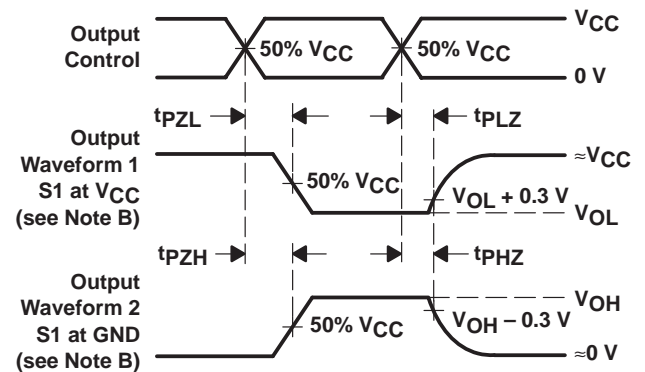 Output
Control
50% VCC
50% VCC
VCC
0 V
tPZL
tPLZ
Output
Waveform 1
S1 at VCC
(see Note B)
50% VCC
≈VCC
VOL + 0.3 V
VOL
tPZH
tPHZ
Output
Waveform 2
S1 at GND
(see Note B)
50% VCC
VOH
VOH – 0.3 V
≈0 V